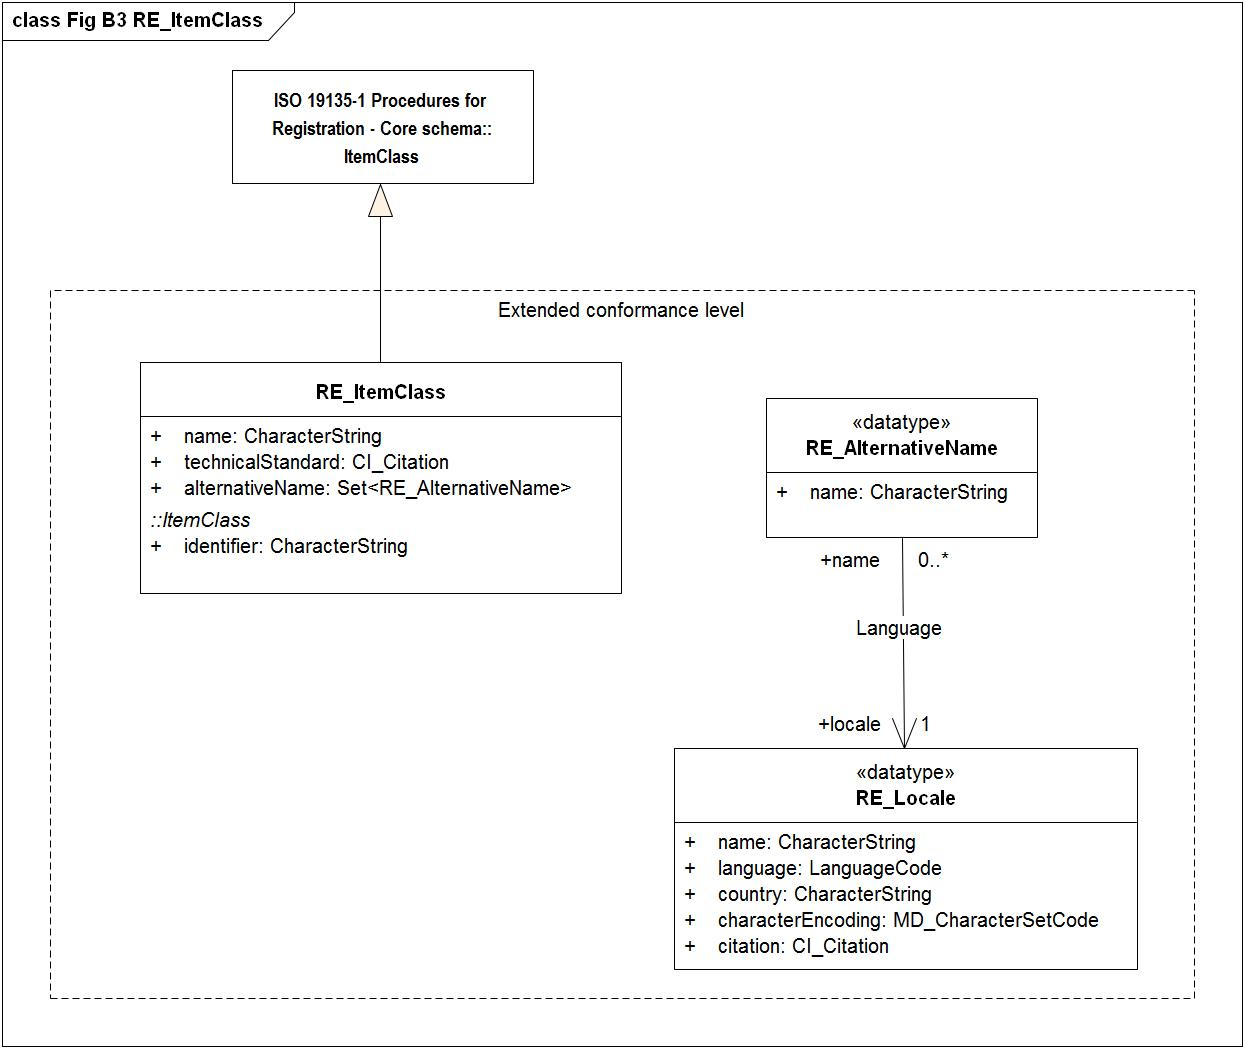 class Fig B3 RE_ItemClass
ISO 19135-1 Procedures for
Registration - Core schema::
ItemClass
Extended conformance level
RE_ItemClass
+ name: CharacterString
+ technicalStandard: CI_Citation
+ alternativeName: Set<RE_AlternativeName>
::ItemClass
+ identifier: CharacterString
«datatype»
RE_AlternativeName
+ name: CharacterString
+name 0..*
Language
+locale 1
«datatype»
RE_Locale
+ name: CharacterString
+ language: LanguageCode
+ country: CharacterString
+ characterEncoding: MD_CharacterSetCode
+ citation: CI_Citation